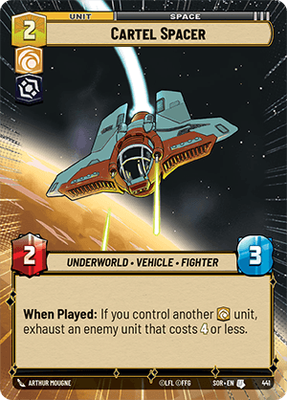 UNIT SPACE
2 CARTEL SPACER
2 UNDERWORLD • VEHICLE • FIGHTER 3
When Played: If you control another unit,
exhaust an enemy unit that costs 4 or less.
ARTHUR MOUGNE ©LFL ©FFG SOR • EN 441